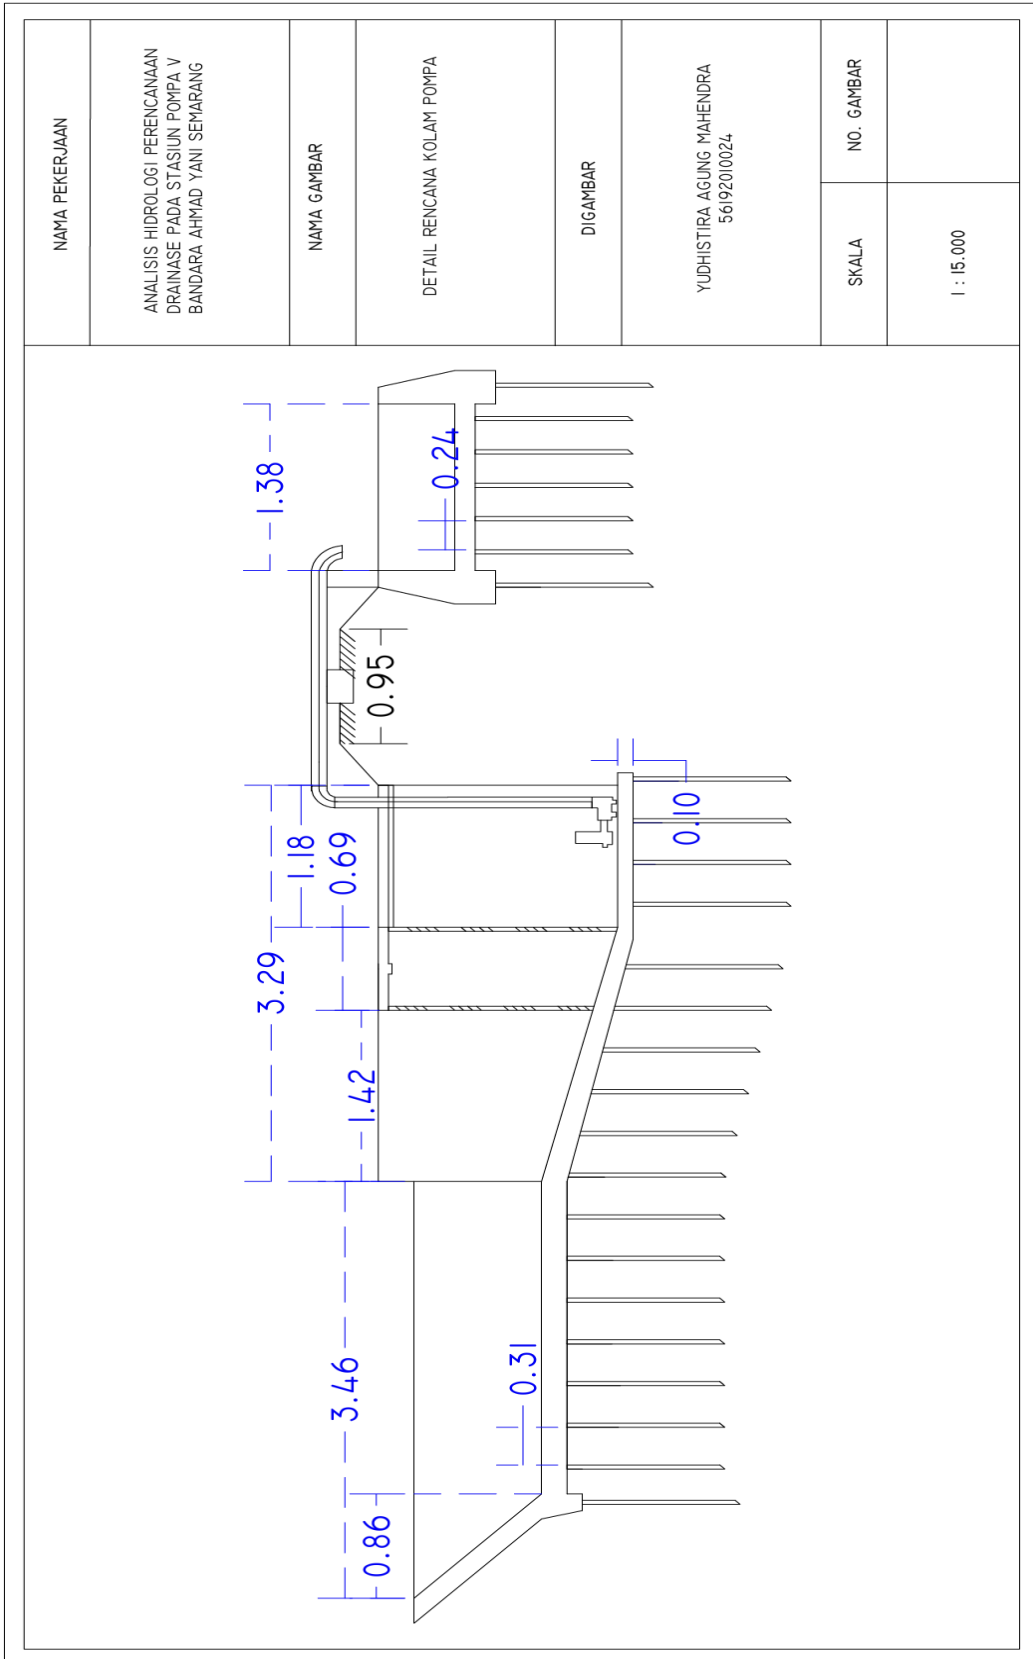 NAMA PEKERJAAN
ANALISIS HIDROLOGI PERENCANAAN
DRAINASE PADA STASIUN POMPA V
BANDARA AHMAD YANI SEMARANG
NAMA GAMBAR
DETAIL RENCANA KOLAM POMPA
DIGAMBAR
YUDHISTIRA AGUNG MAHENDRA
56192010024
SKALA
NO. GAMBAR
1 : 15.000
1.38
0.24
0.95
0.10
1.18
0.69
3.29
1.42
3.46
0.31
0.86